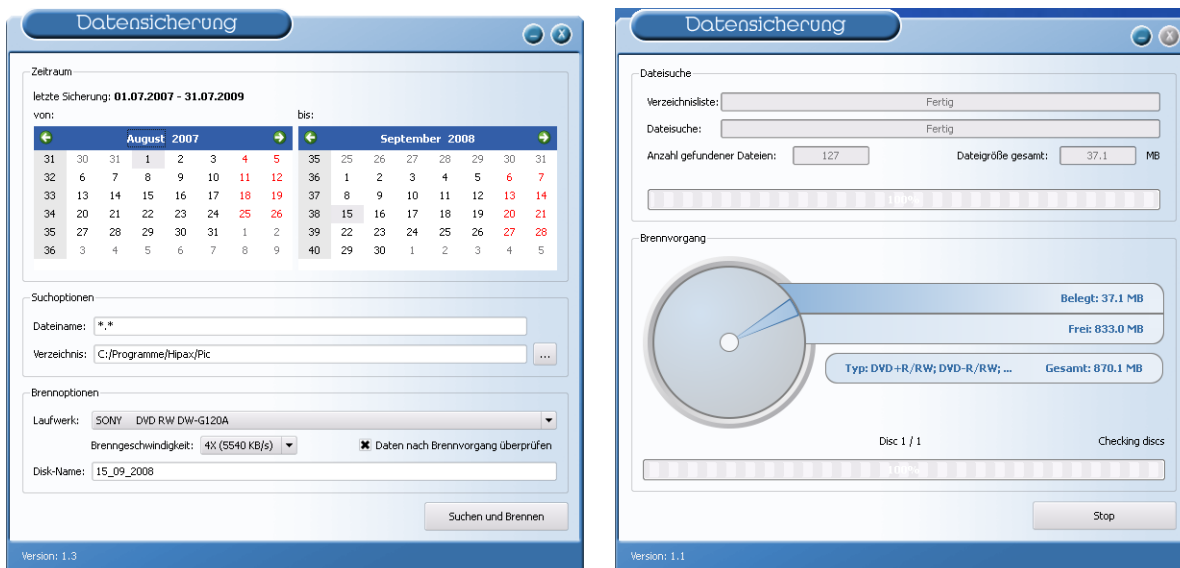 Datensicherung
Zeitraum
letzte Sicherung: 01.07.2007 - 31.07.2009
von: bis:
August 2007 September 2008
31 30 31 1 2 3 4 5 35 25 26 27 28 29 30 31
32 6 7 8 9 10 11 12 36 1 2 3 4 5 6 7
33 13 14 15 16 17 18 19 37 8 9 10 11 12 13 14
34 20 21 22 23 24 25 26 38 15 16 17 18 19 20 21
35 27 28 29 30 31 1 2 39 22 23 24 25 26 27 28
36 3 4 5 6 7 8 9 40 29 30 1 2 3 4 5
Suchoptionen
Dateiname: *.*
Verzeichnis: C:/Programme/Hipax/Pic ...
Brennoptionen
Laufwerk: SONY DVD RW DW-G120A
Brenngeschwindigkeit: 4X (5540 KB/s) Daten nach Brennvorgang überprüfen
Disk-Name: 15_09_2008
Suchen und Brennen
Version: 1.3
Datensicherung
Dateisuche
Verzeichnisliste: Fertig
Dateisuche: Fertig
Anzahl gefundener Dateien: 127 Dateigröße gesamt: 37.1 MB
100%
Brennvorgang
Belegt: 37.1 MB
Frei: 833.0 MB
Typ: DVD+R/RW; DVD-R/RW; ... Gesamt: 870.1 MB
Disc 1 / 1 Checking discs
100%
Stop
Version: 1.1